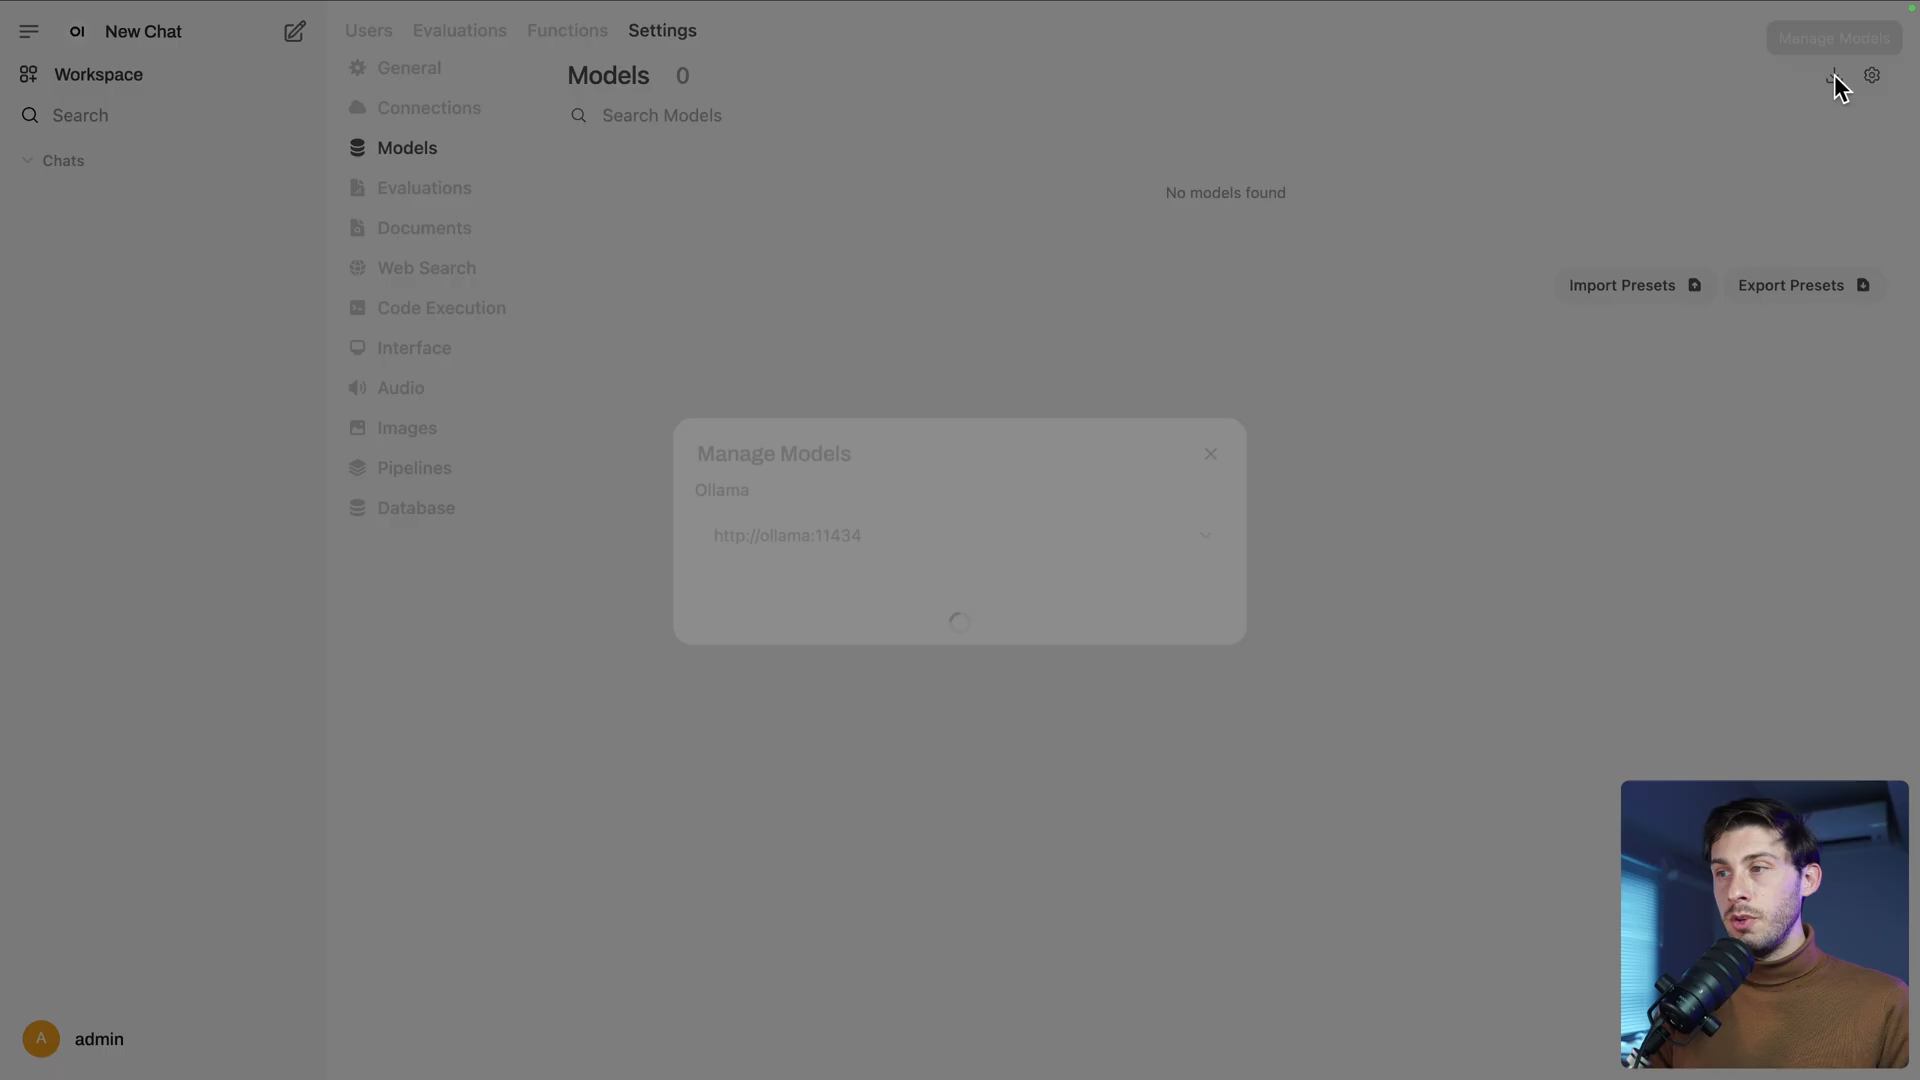 OI New Chat
Workspace
Search
Chats
Users Evaluations Functions Settings
General
Connections
Models
Evaluations
Documents
Web Search
Code Execution
Interface
Audio
Images
Pipelines
Database
Models 0
Search Models
Manage Models
No models found
Import Presets
Export Presets
Manage Models
Ollama
http://ollama:11434
A admin